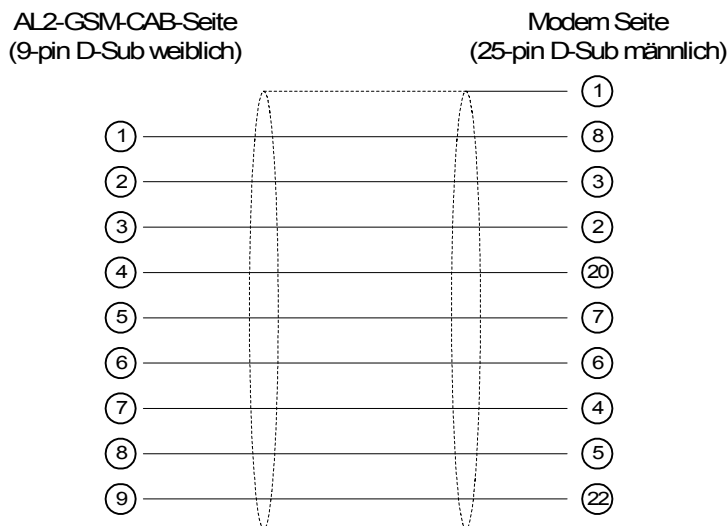 AL2-GSM-CAB-Seite
(9-pin D-Sub weiblich)
Modem Seite
(25-pin D-Sub männlich)
1
1 8
2 3
3 2
4 20
5 7
6 6
7 4
8 5
9 22